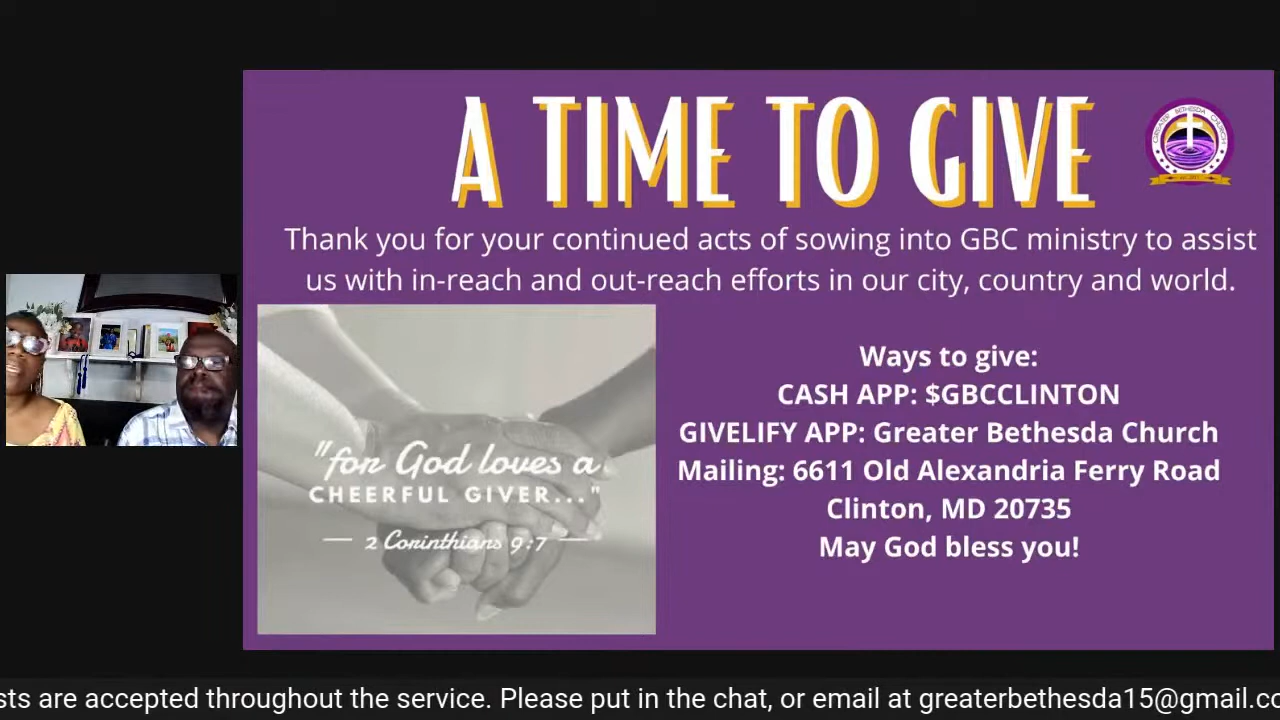 A TIME TO GIVE
GREATER BETHESDA CHURCH
Thank you for your continued acts of sowing into GBC ministry to assist
us with in-reach and out-reach efforts in our city, country and world.
"for God loves a
CHEERFUL GIVER..."
2 Corinthians 9:7
Ways to give:
CASH APP: $GBCCLINTON
GIVELIFY APP: Greater Bethesda Church
Mailing: 6611 Old Alexandria Ferry Road
Clinton, MD 20735
May God bless you!
are accepted throughout the service. Please put in the chat, or email at